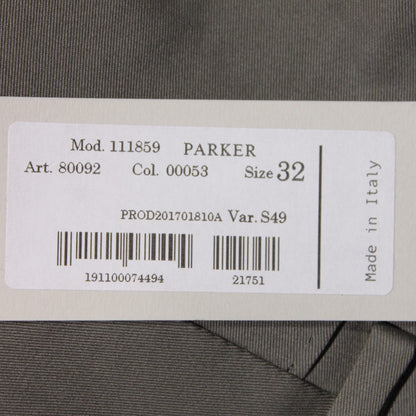 Mod. 111859 PARKER
Art. 80092 Col. 00053 Size 32
PROD201701810A Var. S49
191100074494 21751
Made in Italy